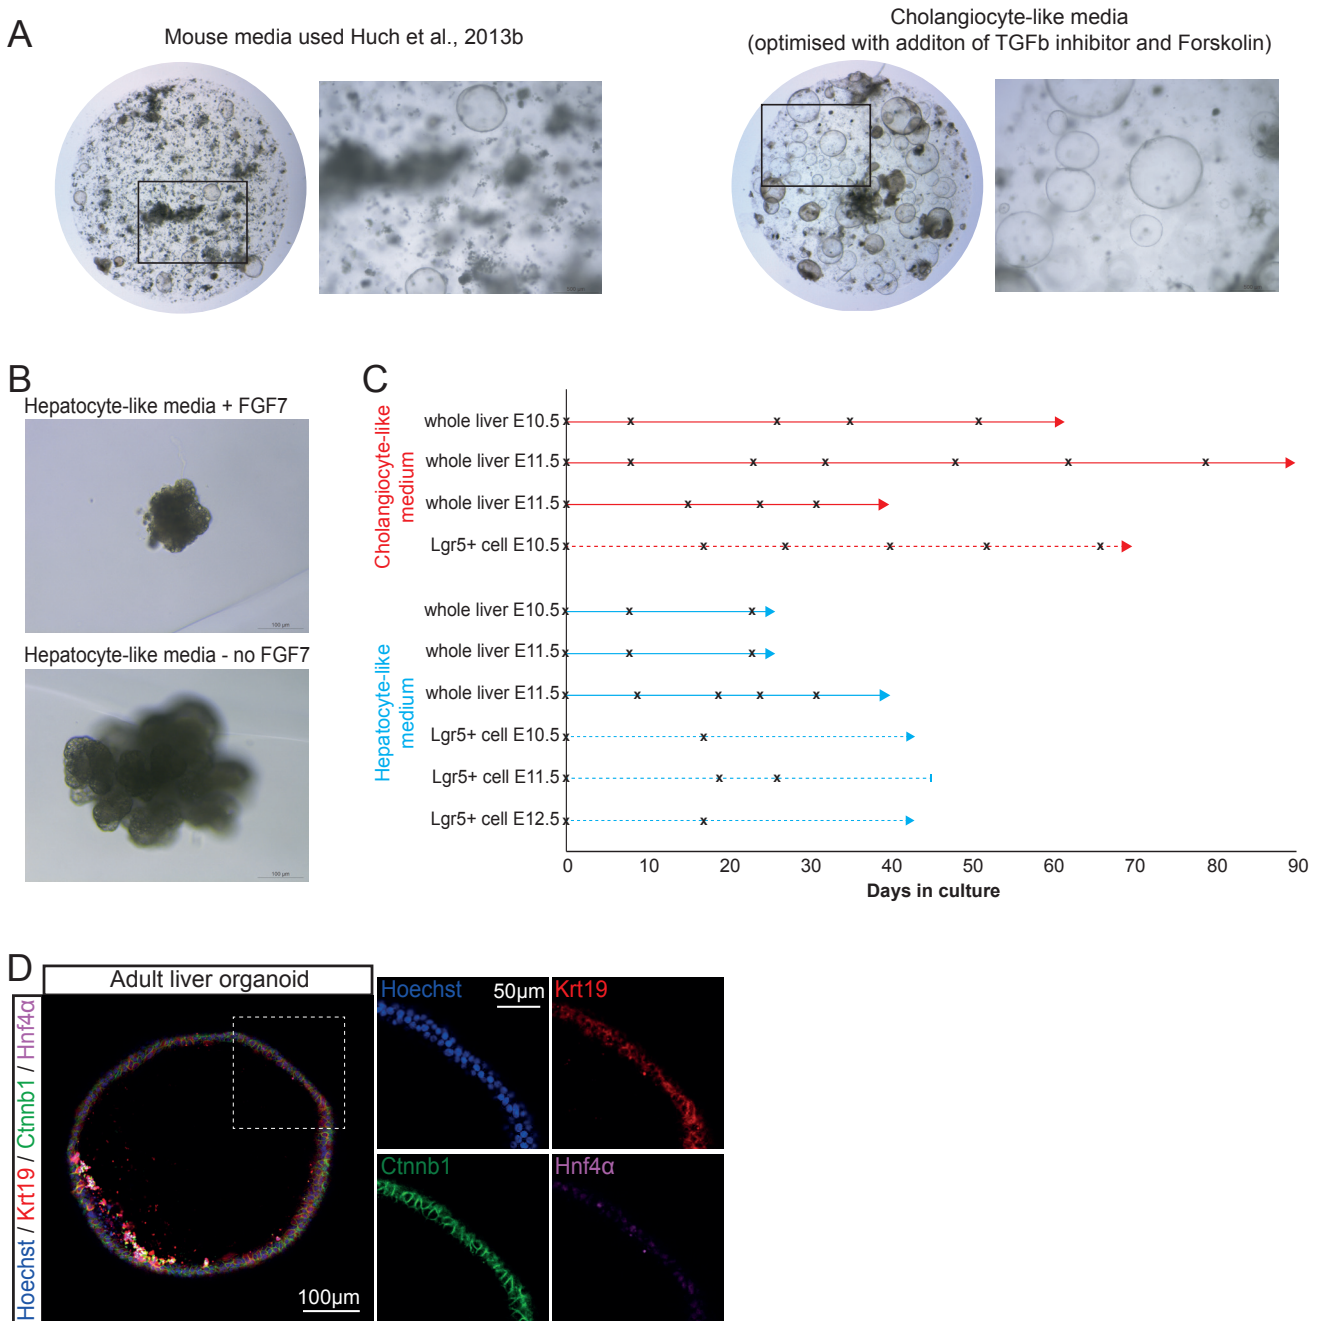 A
Mouse media used Huch et al., 2013b
Cholangiocyte-like media
(optimised with additon of TGFb inhibitor and Forskolin)
B
Hepatocyte-like media + FGF7
100 µm
Hepatocyte-like media - no FGF7
100 µm
C
Cholangiocyte-like
medium
whole liver E10.5
whole liver E11.5
whole liver E11.5
Lgr5+ cell E10.5
Hepatocyte-like
medium
whole liver E10.5
whole liver E11.5
whole liver E11.5
Lgr5+ cell E10.5
Lgr5+ cell E11.5
Lgr5+ cell E12.5
0 10 20 30 40 50 60 70 80 90
Days in culture
D
Adult liver organoid
Hoechst / Krt19 / Ctnnb1 / Hnf4α
100µm
Hoechst
50µm
Krt19
Ctnnb1
Hnf4α